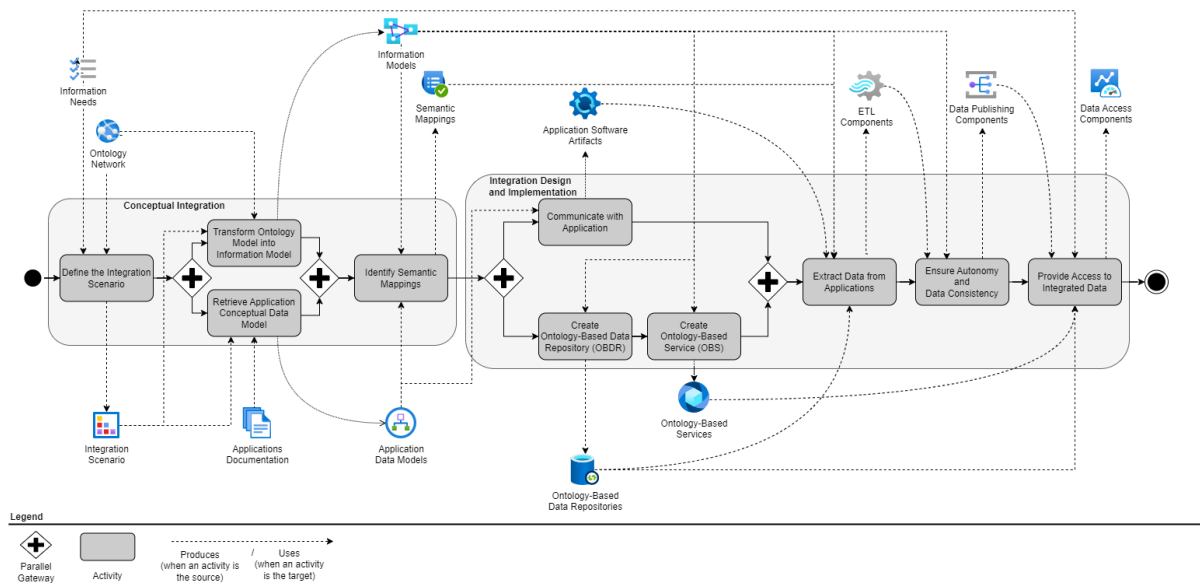 Information
Models
Information
Needs
Semantic
Mappings
Application Software
Artifacts
ETL
Components
Data Publishing
Components
Data Access
Components
Ontology
Network
Conceptual Integration
Integration Design
and Implementation
Define the Integration
Scenario
Transform Ontology
Model into
Information Model
Retrieve Application
Conceptual Data
Model
Identify Semantic
Mappings
Communicate with
Application
Create
Ontology-Based Data
Repository (OBDR)
Create
Ontology-Based
Service (OBS)
Extract Data from
Applications
Ensure Autonomy
and
Data Consistency
Provide Access to
Integrated Data
Integration
Scenario
Applications
Documentation
Application
Data Models
Ontology-Based
Services
Ontology-Based
Data Repositories
Legend
Parallel
Gateway
Activity
Produces
(when an activity is
the source)
/
Uses
(when an activity
is the target)